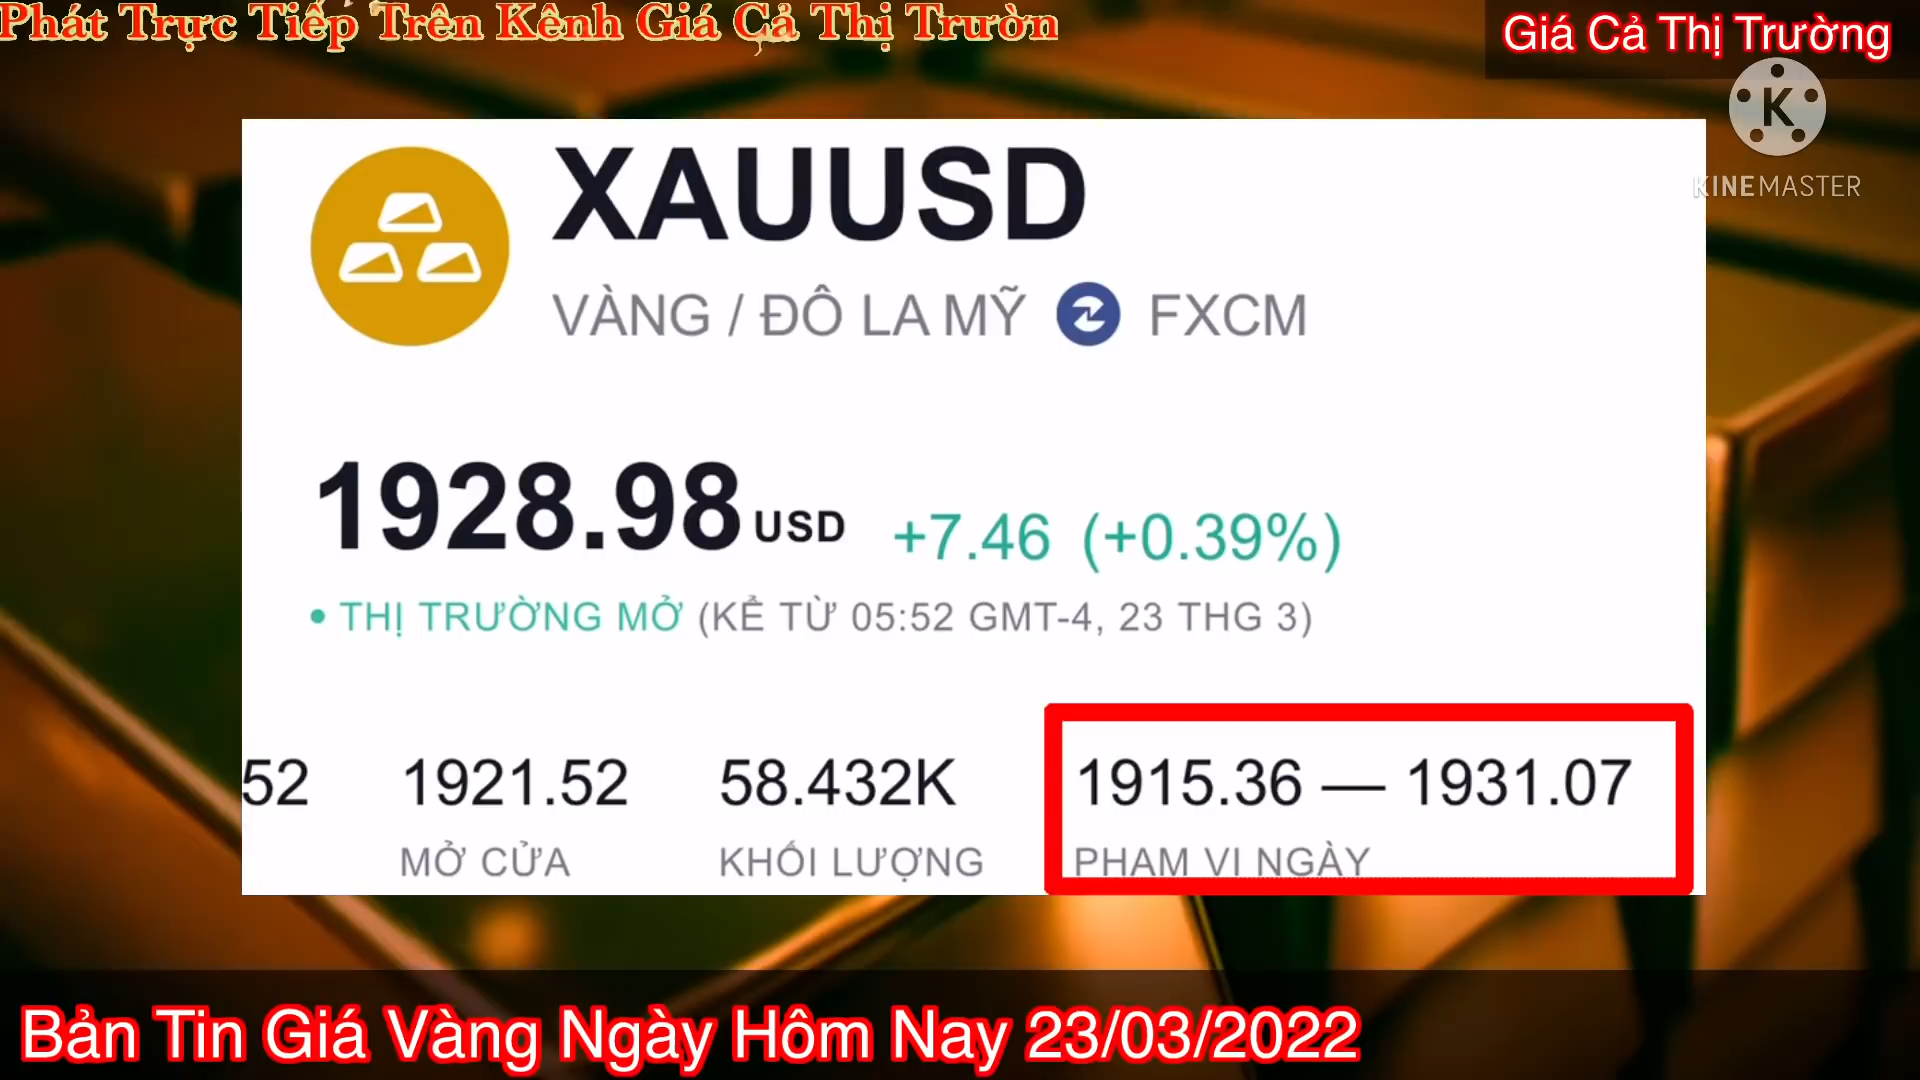 Phát Trực Tiếp Trên Kênh Giá Cả Thị Trườn
Giá Cả Thị Trường
K
KINEMASTER
XAUUSD
VÀNG / ĐÔ LA MỸ FXCM
1928.98 USD +7.46 (+0.39%)
• THỊ TRƯỜNG MỞ (KỂ TỪ 05:52 GMT-4, 23 THG 3)
52 1921.52 58.432K 1915.36 — 1931.07
MỞ CỬA KHỐI LƯỢNG PHẠM VI NGÀY
Bản Tin Giá Vàng Ngày Hôm Nay 23/03/2022